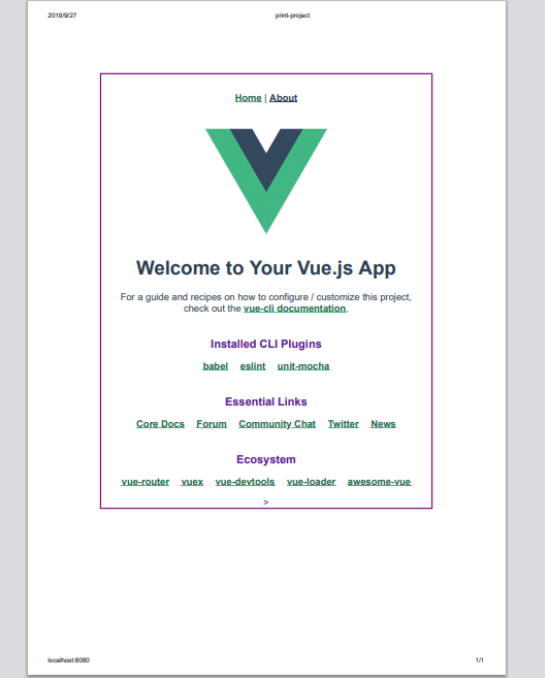 2019/9/27 print-project
Home | About
Welcome to Your Vue.js App
For a guide and recipes on how to configure / customize this project,
check out the vue-cli documentation.
Installed CLI Plugins
babel eslint unit-mocha
Essential Links
Core Docs Forum Community Chat Twitter News
Ecosystem
vue-router vuex vue-devtools vue-loader awesome-vue
>
localhost:8080 1/1